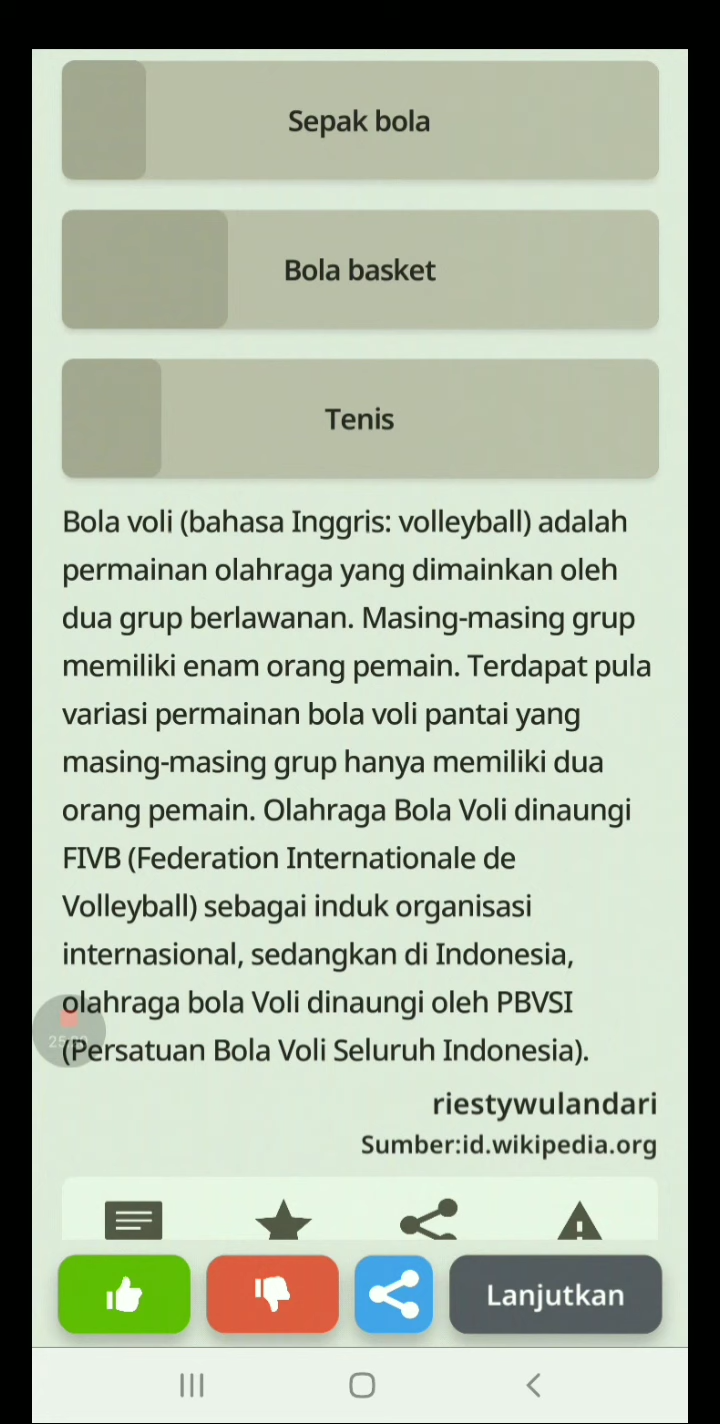 Sepak bola
Bola basket
Tenis
Bola voli (bahasa Inggris: volleyball) adalah
permainan olahraga yang dimainkan oleh
dua grup berlawanan. Masing-masing grup
memiliki enam orang pemain. Terdapat pula
variasi permainan bola voli pantai yang
masing-masing grup hanya memiliki dua
orang pemain. Olahraga Bola Voli dinaungi
FIVB (Federation Internationale de
Volleyball) sebagai induk organisasi
internasional, sedangkan di Indonesia,
olahraga bola Voli dinaungi oleh PBVSI
(Persatuan Bola Voli Seluruh Indonesia).
riestywulandari
Sumber:id.wikipedia.org
Lanjutkan